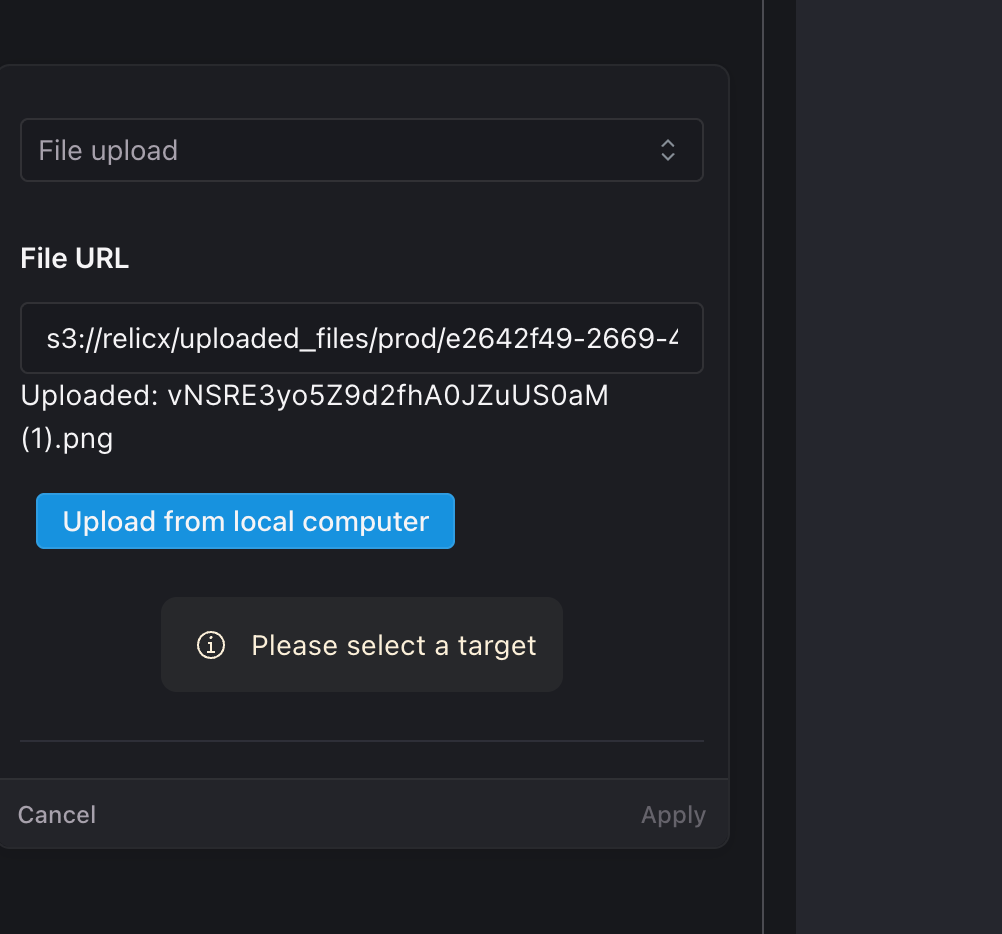 File upload
File URL
s3://relicx/uploaded_files/prod/e2642f49-2669-4
Uploaded: vNSRE3yo5Z9d2fhA0JZuUS0aM
(1).png
Upload from local computer
Please select a target
Cancel
Apply